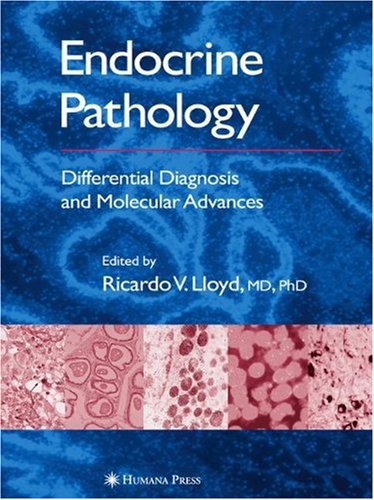 Endocrine
Pathology
Differential Diagnosis
and Molecular Advances
Edited by
Ricardo V. Lloyd, MD, PhD
HUMANA PRESS